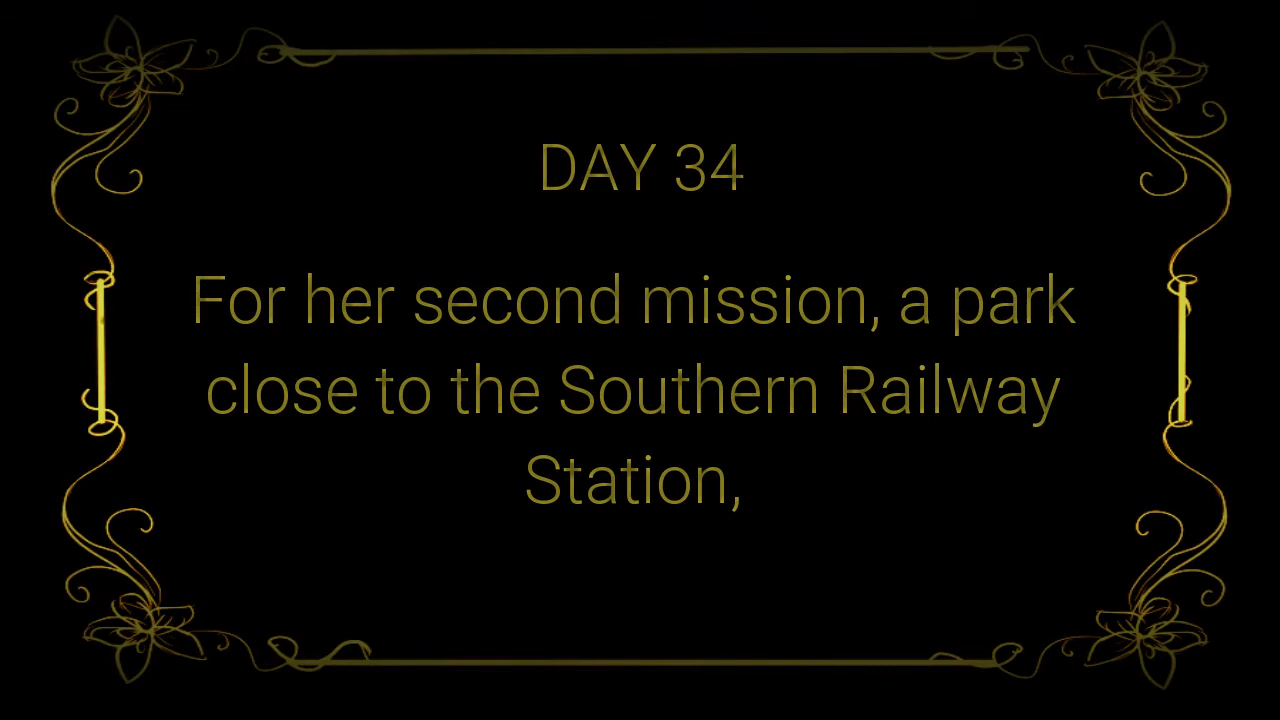 DAY 34
For her second mission, a park
close to the Southern Railway
Station,